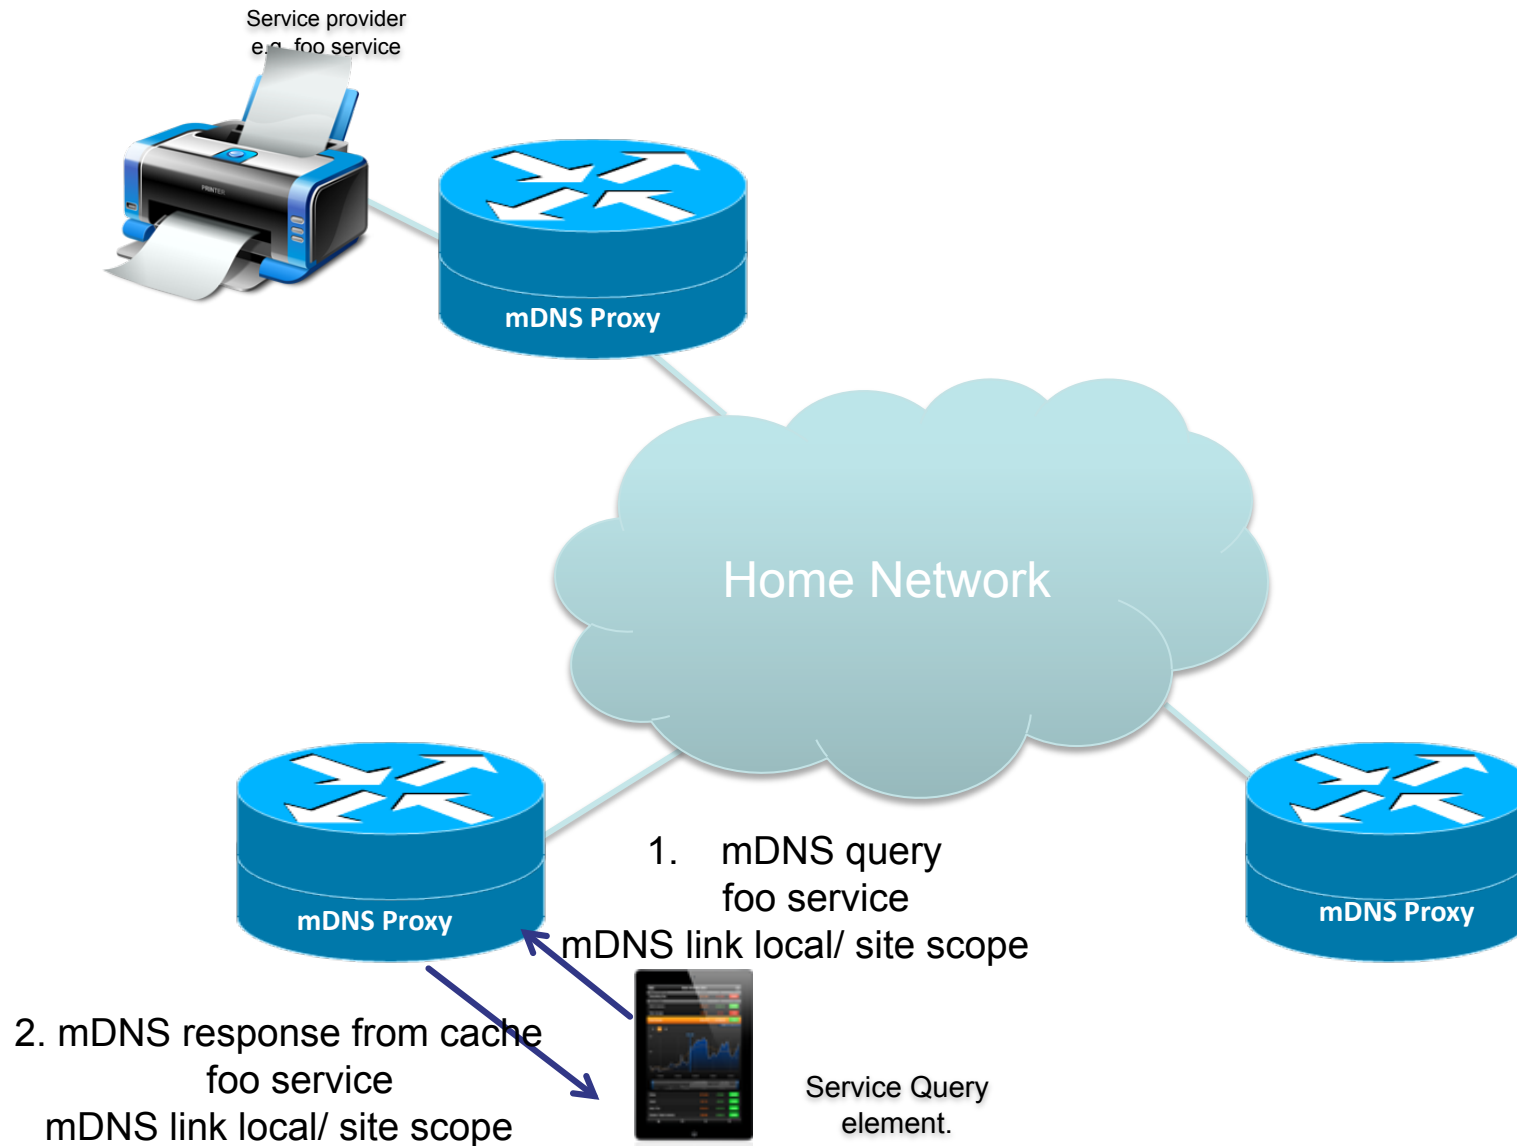 Service provider
e.g. foo service
PRINTER
mDNS Proxy
Home Network
mDNS Proxy
1. mDNS query
foo service
mDNS link local/ site scope
mDNS Proxy
2. mDNS response from cache
foo service
mDNS link local/ site scope
Service Query
element.